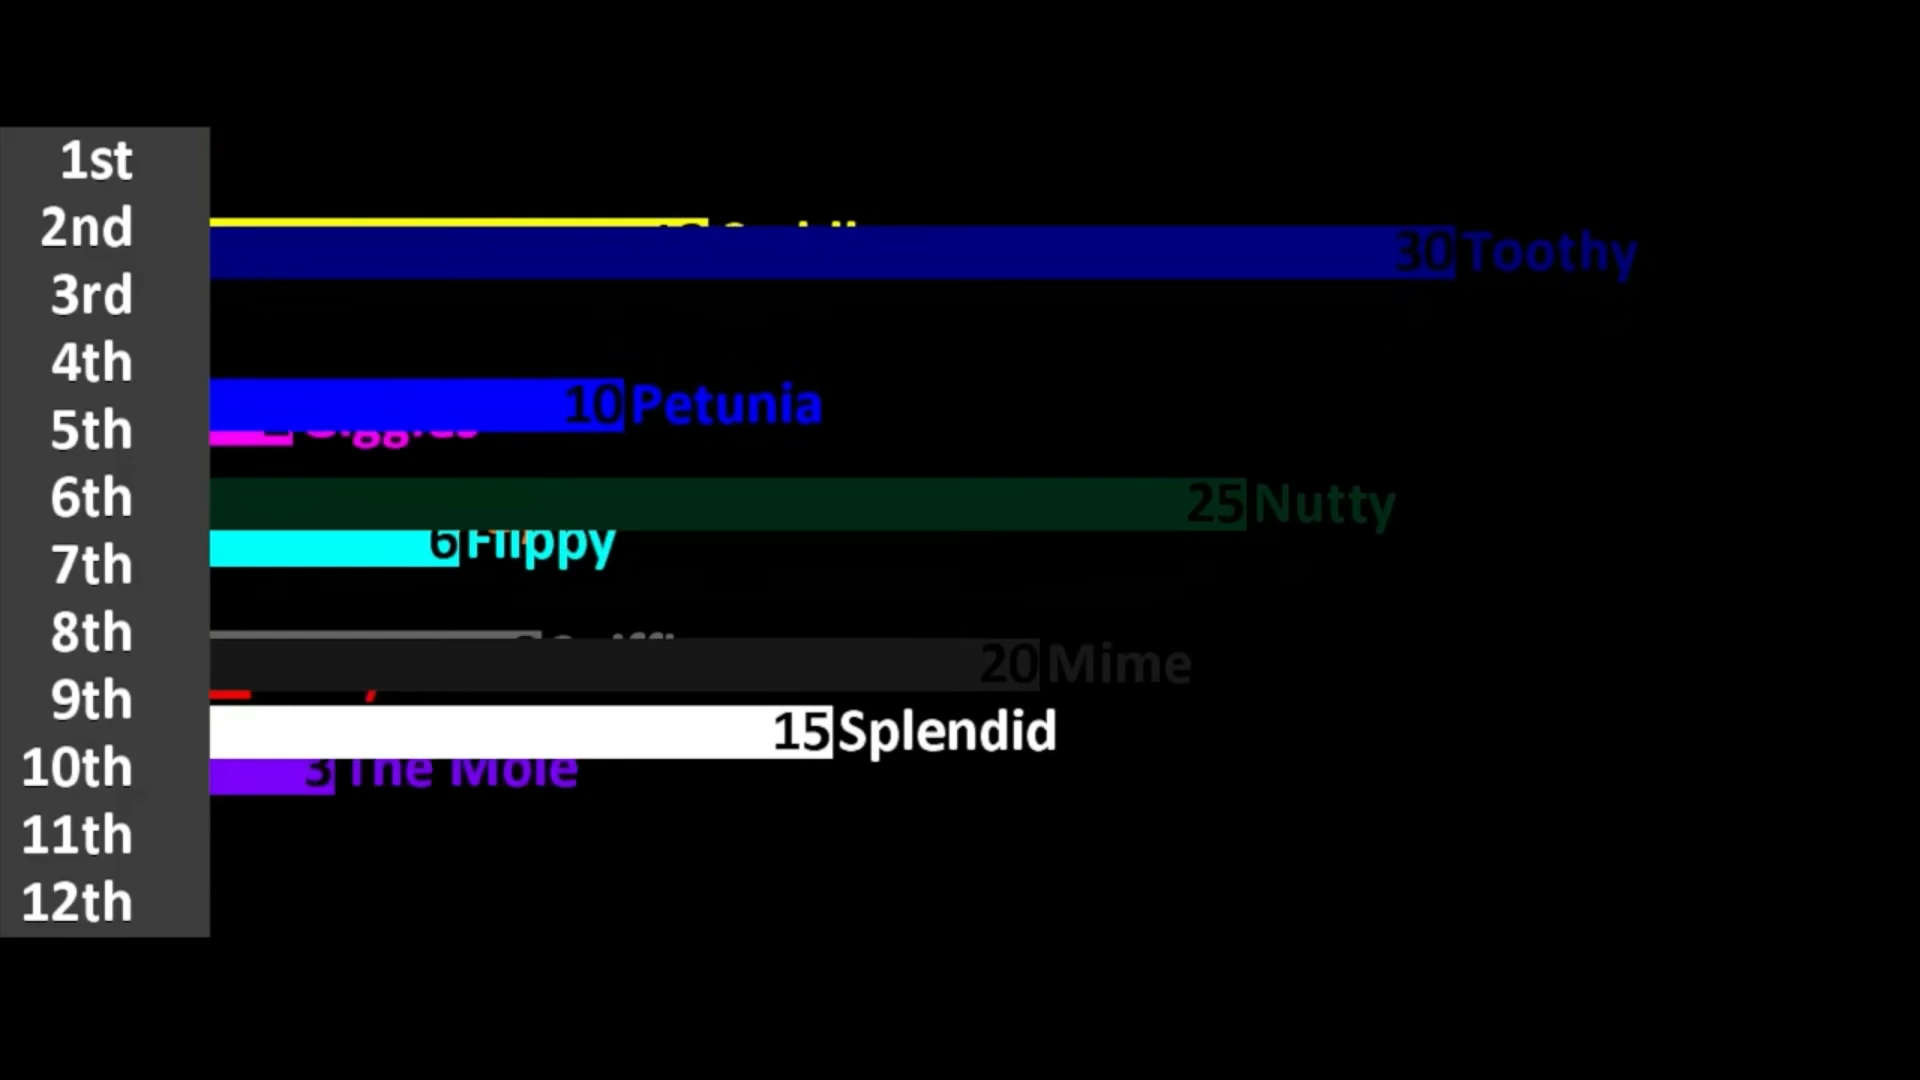 1st
2nd
30 Toothy
3rd
4th
10 Petunia
5th
Giggles
6th
25 Nutty
6 Flippy
7th
8th
20 Mime
9th
15 Splendid
10th
3 The Mole
11th
12th